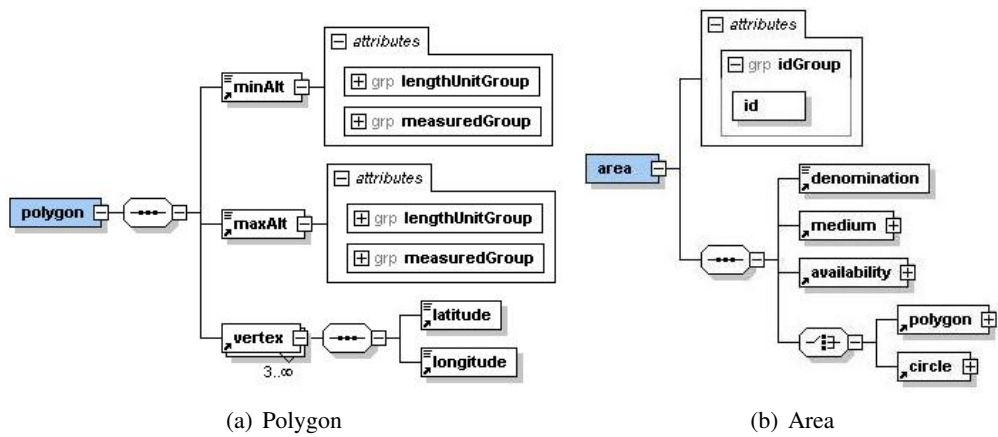 attributes
grp lengthUnitGroup
grp measuredGroup
minAlt
attributes
grp lengthUnitGroup
grp measuredGroup
maxAlt
polygon
vertex
3..∞
latitude
longitude
(a) Polygon
attributes
grp idGroup
id
area
denomination
medium
availability
polygon
circle
(b) Area